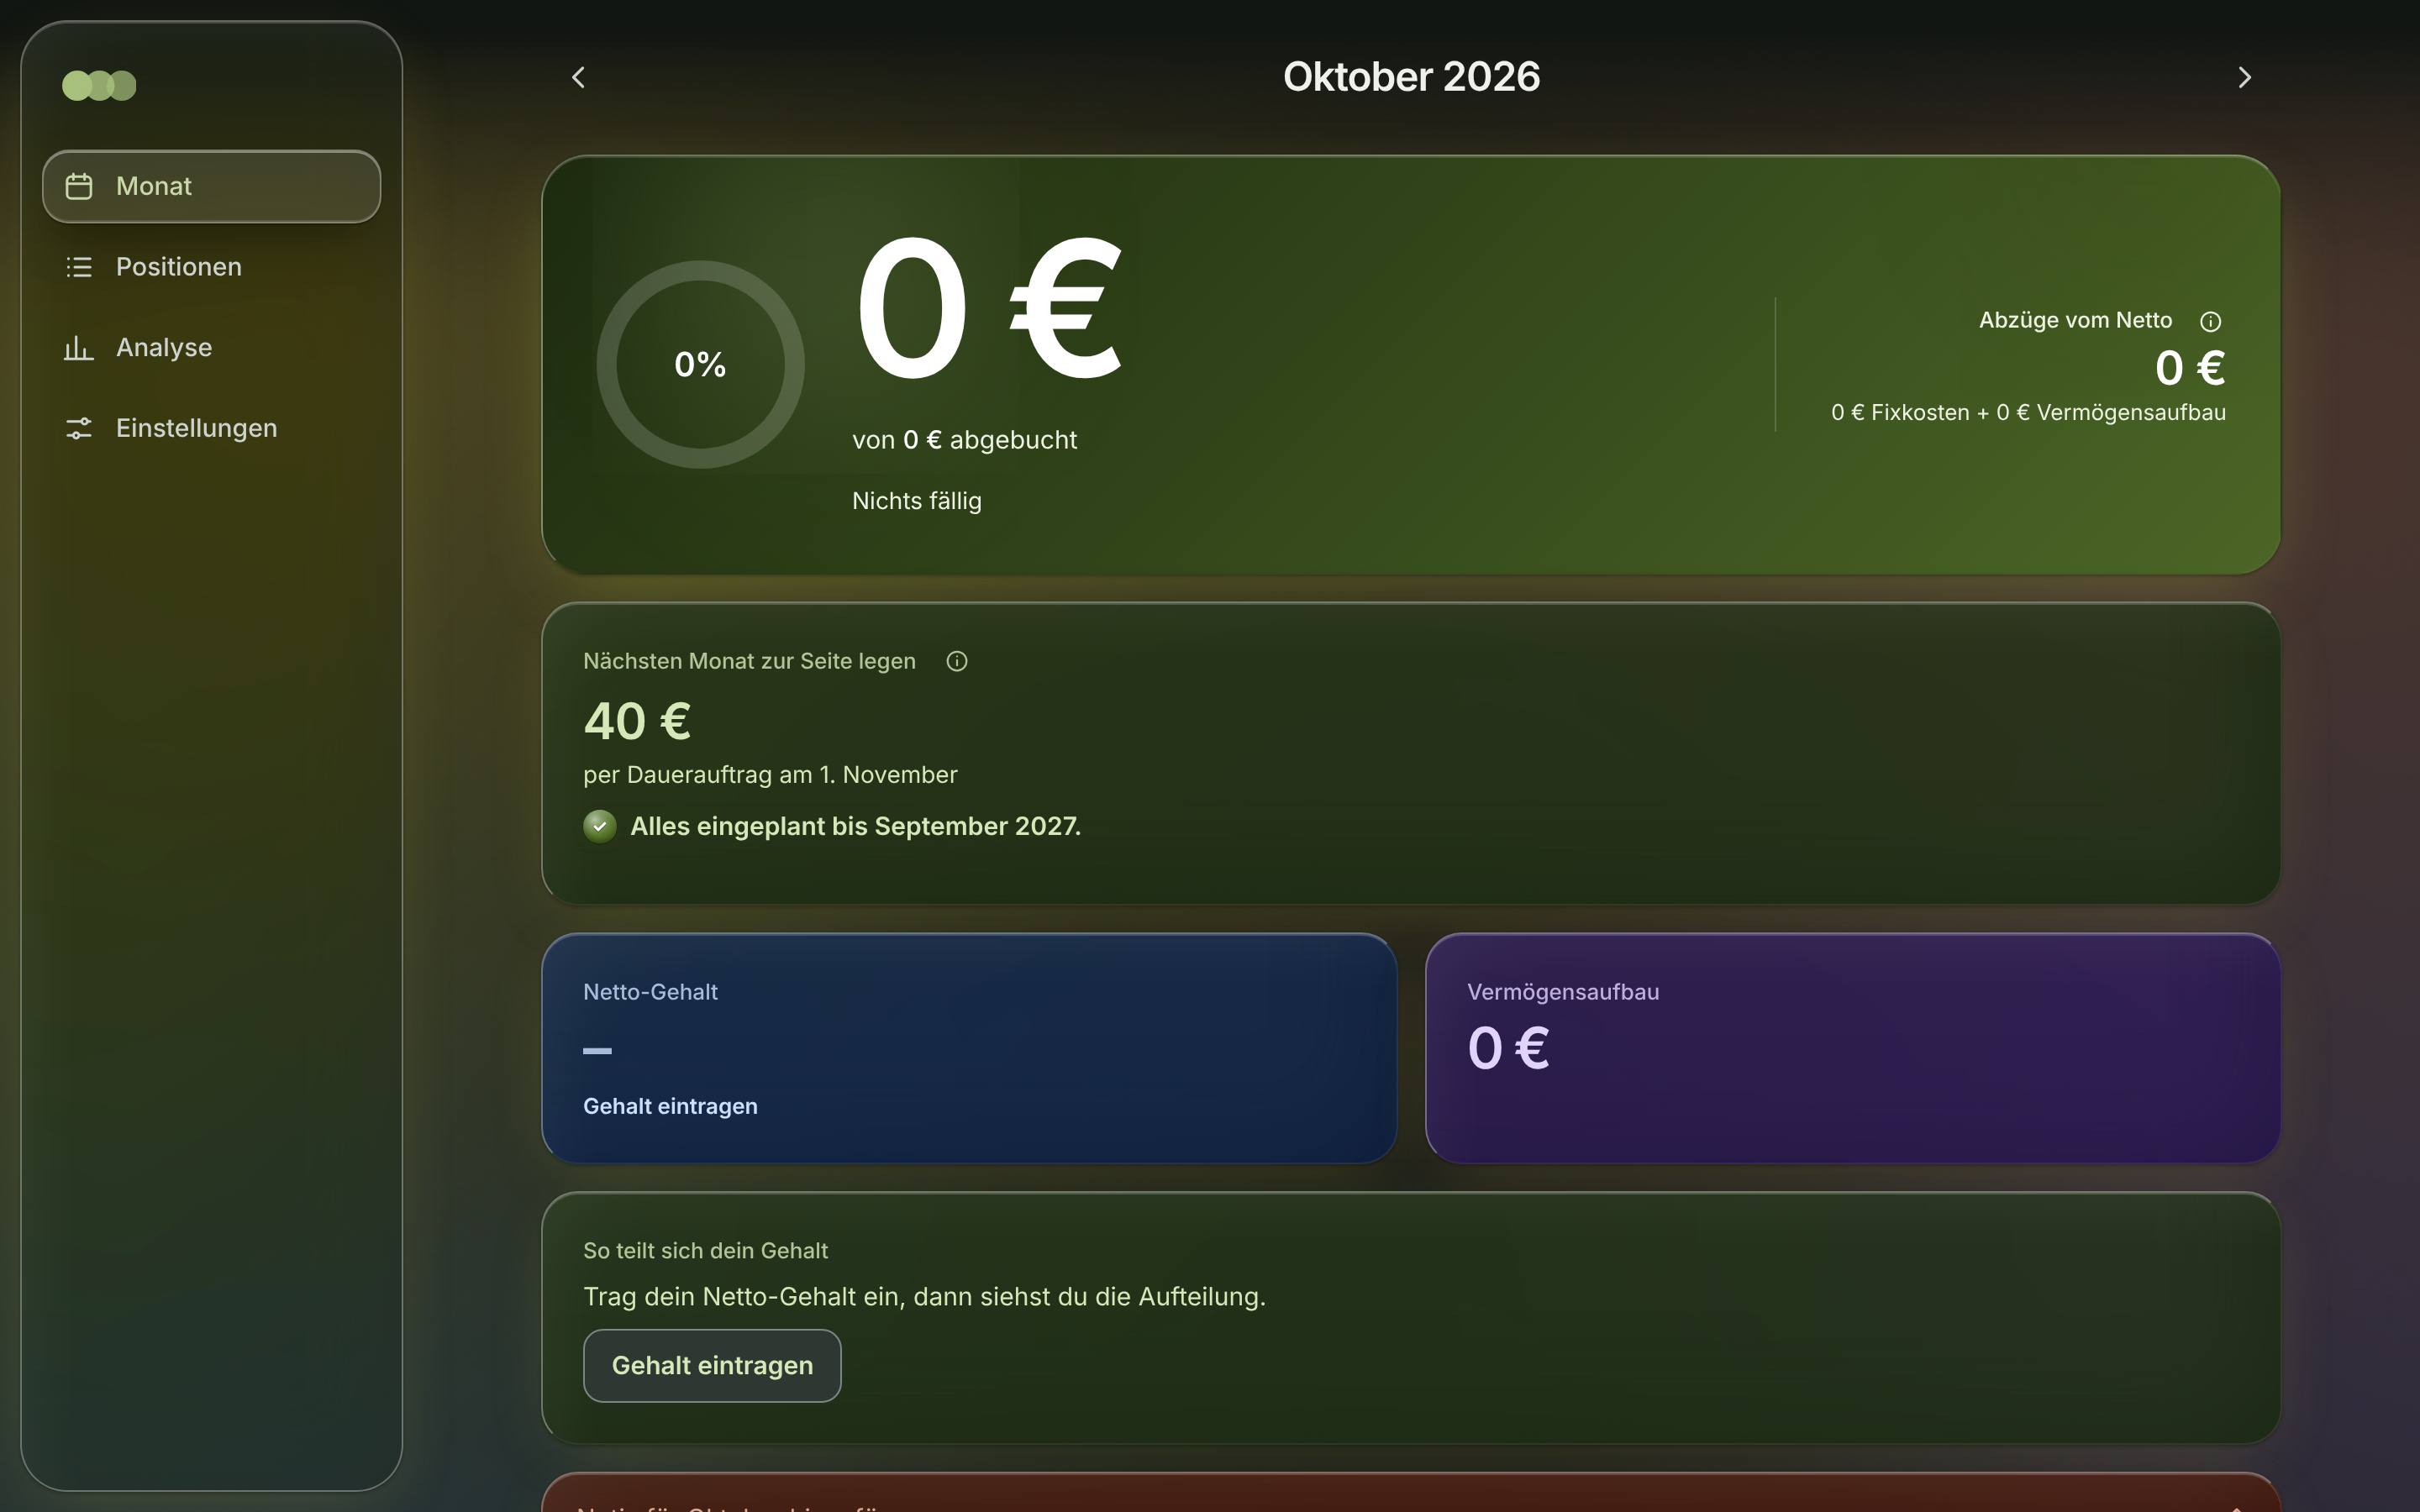 Oktober 2026
Monat
Positionen
Analyse
Einstellungen
0%
0 €
von 0 € abgebucht
Nichts fällig
Abzüge vom Netto
0 €
0 € Fixkosten + 0 € Vermögensaufbau
Nächsten Monat zur Seite legen
40 €
per Dauerauftrag am 1. November
Alles eingeplant bis September 2027.
Netto-Gehalt
–
Gehalt eintragen
Vermögensaufbau
0 €
So teilt sich dein Gehalt
Trag dein Netto-Gehalt ein, dann siehst du die Aufteilung.
Gehalt eintragen